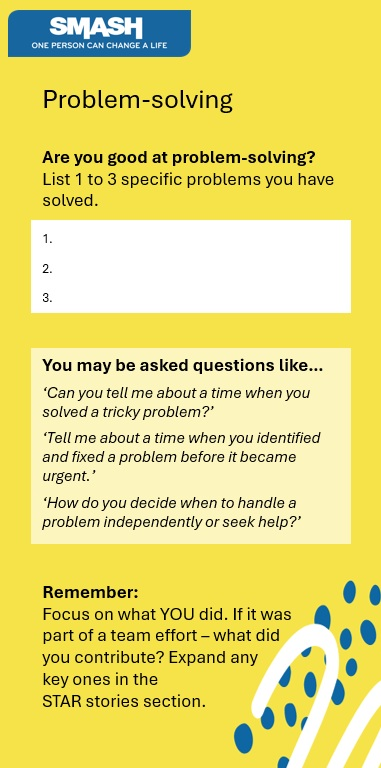 SMASH
ONE PERSON CAN CHANGE A LIFE
Problem-solving
Are you good at problem-solving?
List 1 to 3 specific problems you have
solved.
1.
2.
3.
You may be asked questions like...
‘Can you tell me about a time when you
solved a tricky problem?’
‘Tell me about a time when you identified
and fixed a problem before it became
urgent.’
‘How do you decide when to handle a
problem independently or seek help?’
Remember:
Focus on what YOU did. If it was
part of a team effort – what did
you contribute? Expand any
key ones in the
STAR stories section.